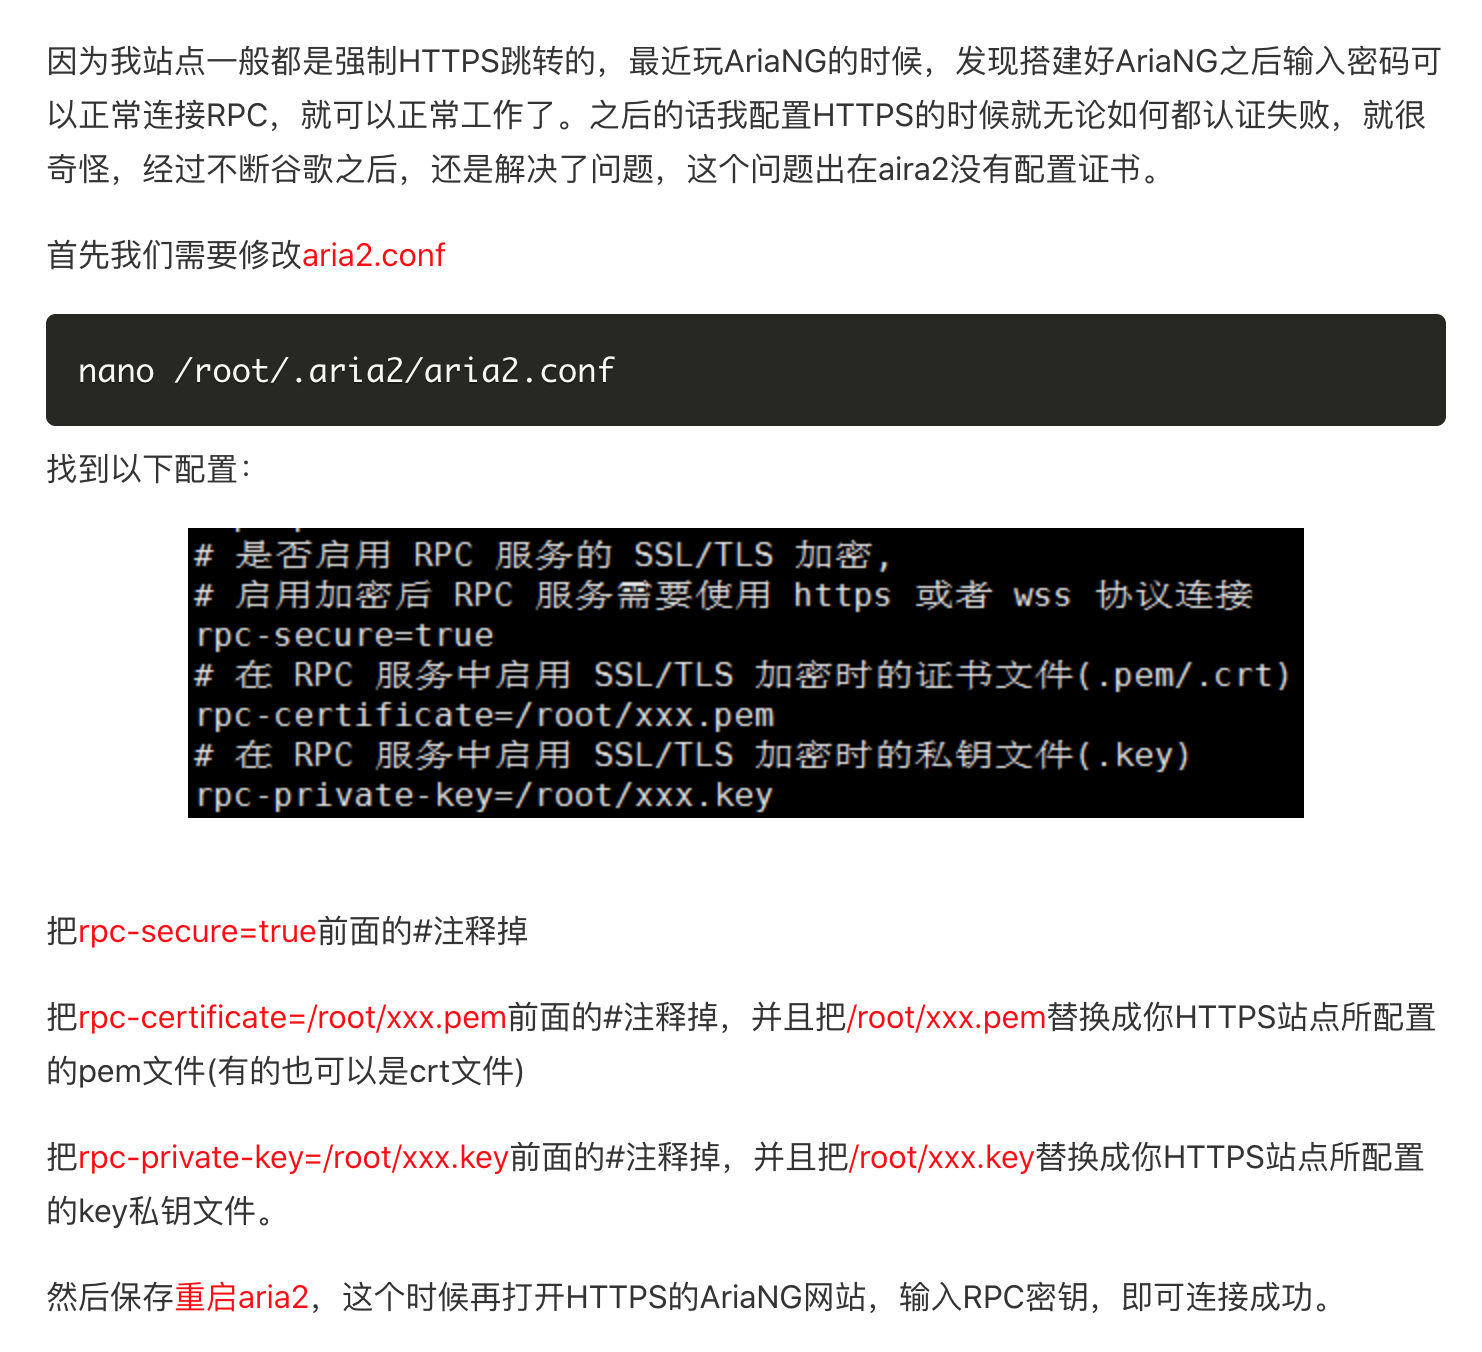 因为我站点一般都是强制HTTPS跳转的，最近玩AriaNG的时候，发现搭建好AriaNG之后输入密码可
以正常连接RPC，就可以正常工作了。之后的话我配置HTTPS的时候就无论如何都认证失败，就很
奇怪，经过不断谷歌之后，还是解决了问题，这个问题出在aira2没有配置证书。
首先我们需要修改aria2.conf
nano /root/.aria2/aria2.conf
找到以下配置：
# 是否启用 RPC 服务的 SSL/TLS 加密,
# 启用加密后 RPC 服务需要使用 https 或者 wss 协议连接
rpc-secure=true
# 在 RPC 服务中启用 SSL/TLS 加密时的证书文件(.pem/.crt)
rpc-certificate=/root/xxx.pem
# 在 RPC 服务中启用 SSL/TLS 加密时的私钥文件(.key)
rpc-private-key=/root/xxx.key
把rpc-secure=true前面的#注释掉
把rpc-certificate=/root/xxx.pem前面的#注释掉，并且把/root/xxx.pem替换成你HTTPS站点所配置
的pem文件(有的也可以是crt文件)
把rpc-private-key=/root/xxx.key前面的#注释掉，并且把/root/xxx.key替换成你HTTPS站点所配置
的key私钥文件。
然后保存重启aria2，这个时候再打开HTTPS的AriaNG网站，输入RPC密钥，即可连接成功。